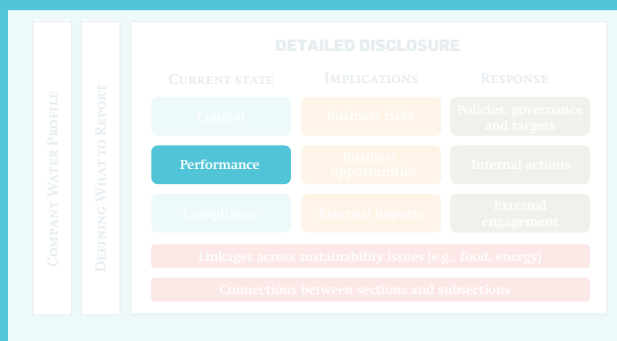 COMPANY WATER PROFILE
DEFINING WHAT TO REPORT
DETAILED DISCLOSURE
CURRENT STATE
IMPLICATIONS
RESPONSE
Context
Business risks
Policies, governance
and targets
Performance
Business
opportunities
Internal actions
Compliance
External impacts
External
engagement
Linkages across sustainability issues (e.g., food, energy)
Connections between sections and subsections